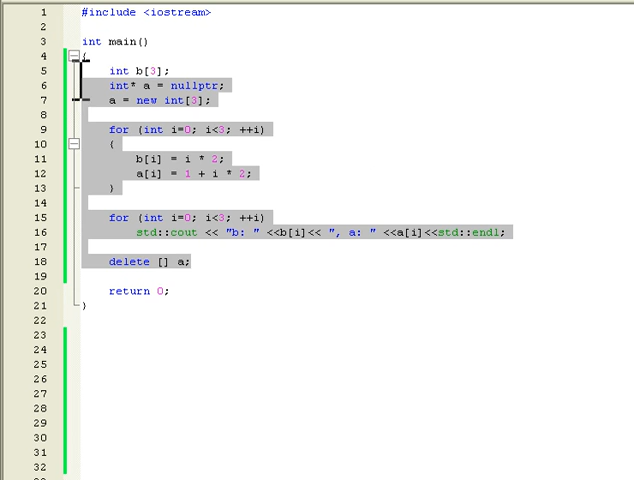 1 #include <iostream>
2
3 int main()
4 {
5 int b[3];
6 int* a = nullptr;
7 a = new int[3];
8
9 for (int i=0; i<3; ++i)
10 {
11 b[i] = i * 2;
12 a[i] = 1 + i * 2;
13 }
14
15 for (int i=0; i<3; ++i)
16 std::cout << "b: " <<b[i]<< ", a: " <<a[i]<<std::endl;
17
18 delete [] a;
19
20 return 0;
21 }
22
23
24
25
26
27
28
29
30
31
32